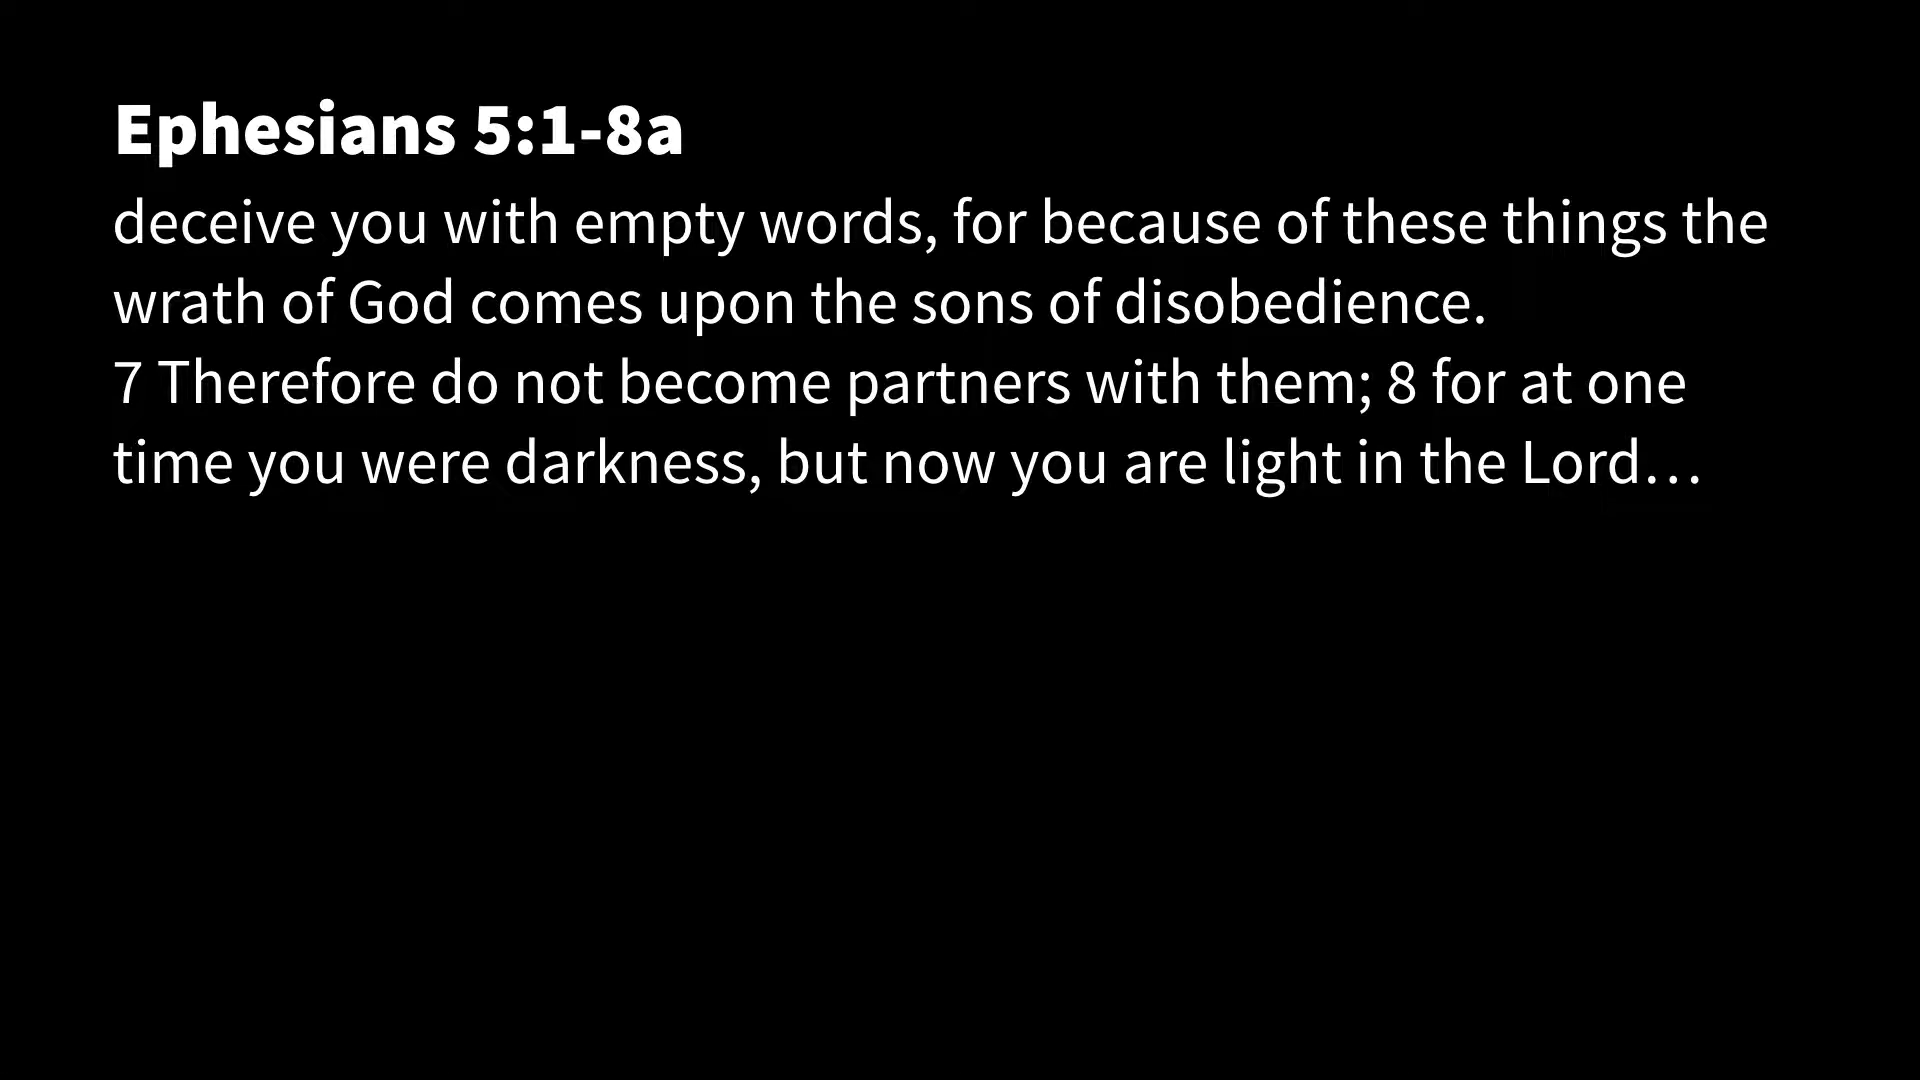 Ephesians 5:1-8a
deceive you with empty words, for because of these things the
wrath of God comes upon the sons of disobedience.
7 Therefore do not become partners with them; 8 for at one
time you were darkness, but now you are light in the Lord…